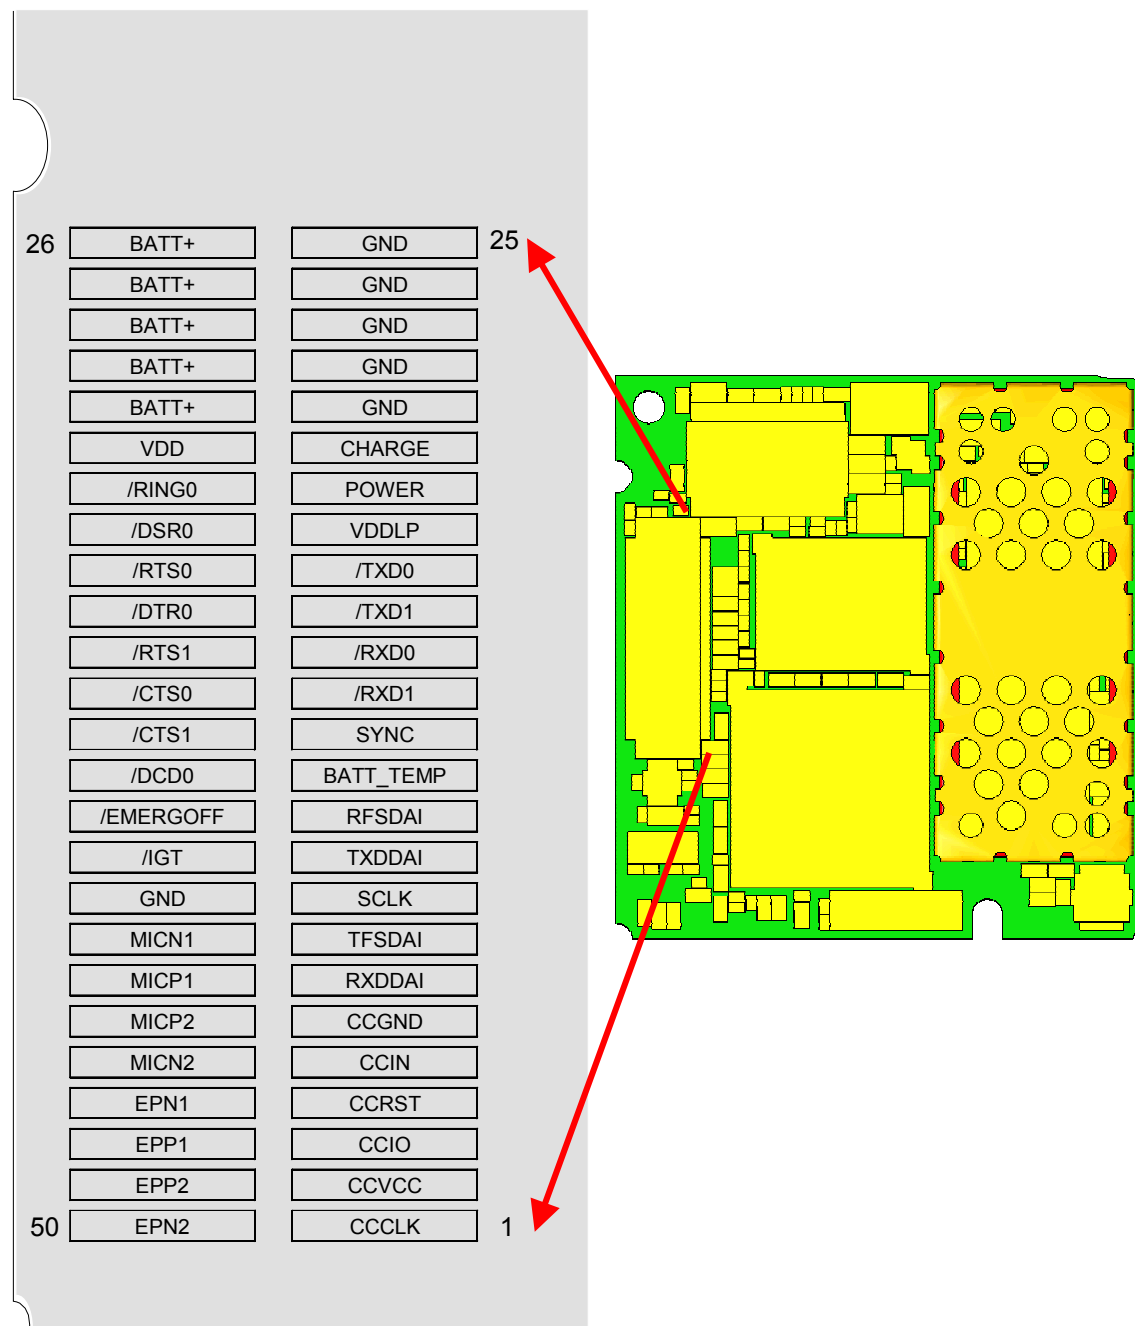 26 BATT+ GND 25
BATT+ GND
BATT+ GND
BATT+ GND
BATT+ GND
VDD CHARGE
/RING0 POWER
/DSR0 VDDLP
/RTS0 /TXD0
/DTR0 /TXD1
/RTS1 /RXD0
/CTS0 /RXD1
/CTS1 SYNC
/DCD0 BATT_TEMP
/EMERGOFF RFSDAI
/IGT TXDDAI
GND SCLK
MICN1 TFSDAI
MICP1 RXDDAI
MICP2 CCGND
MICN2 CCIN
EPN1 CCRST
EPP1 CCIO
EPP2 CCVCC
50 EPN2 CCCLK 1